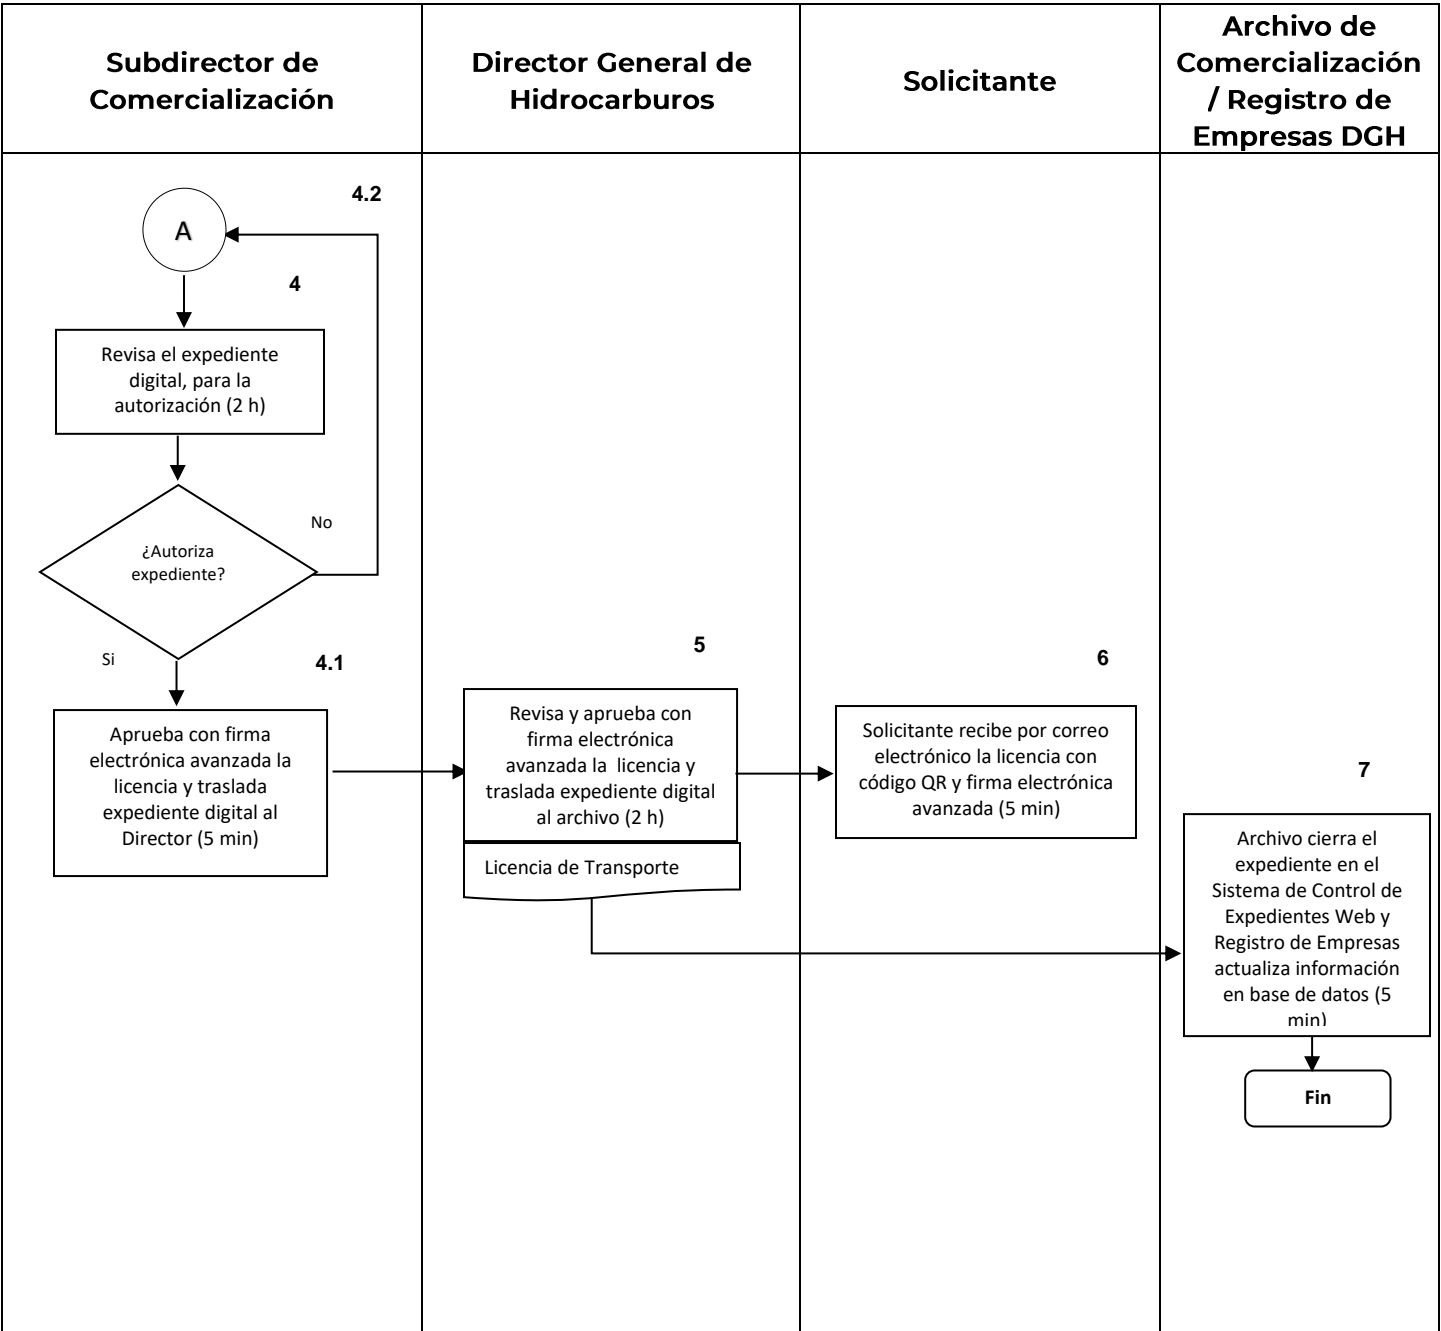 Subdirector de
Comercialización
Director General de
Hidrocarburos
Solicitante
Archivo de
Comercialización
/ Registro de
Empresas DGH
4.2
A
4
Revisa el expediente
digital, para la
autorización (2 h)
No
¿Autoriza
expediente?
Si
4.1
Aprueba con firma
electrónica avanzada la
licencia y traslada
expediente digital al
Director (5 min)
5
Revisa y aprueba con
firma electrónica
avanzada la  licencia y
traslada expediente digital
al archivo (2 h)
Licencia de Transporte
6
Solicitante recibe por correo
electrónico la licencia con
código QR y firma electrónica
avanzada (5 min)
7
Archivo cierra el
expediente en el
Sistema de Control de
Expedientes Web y
Registro de Empresas
actualiza información
en base de datos (5
min)
Fin